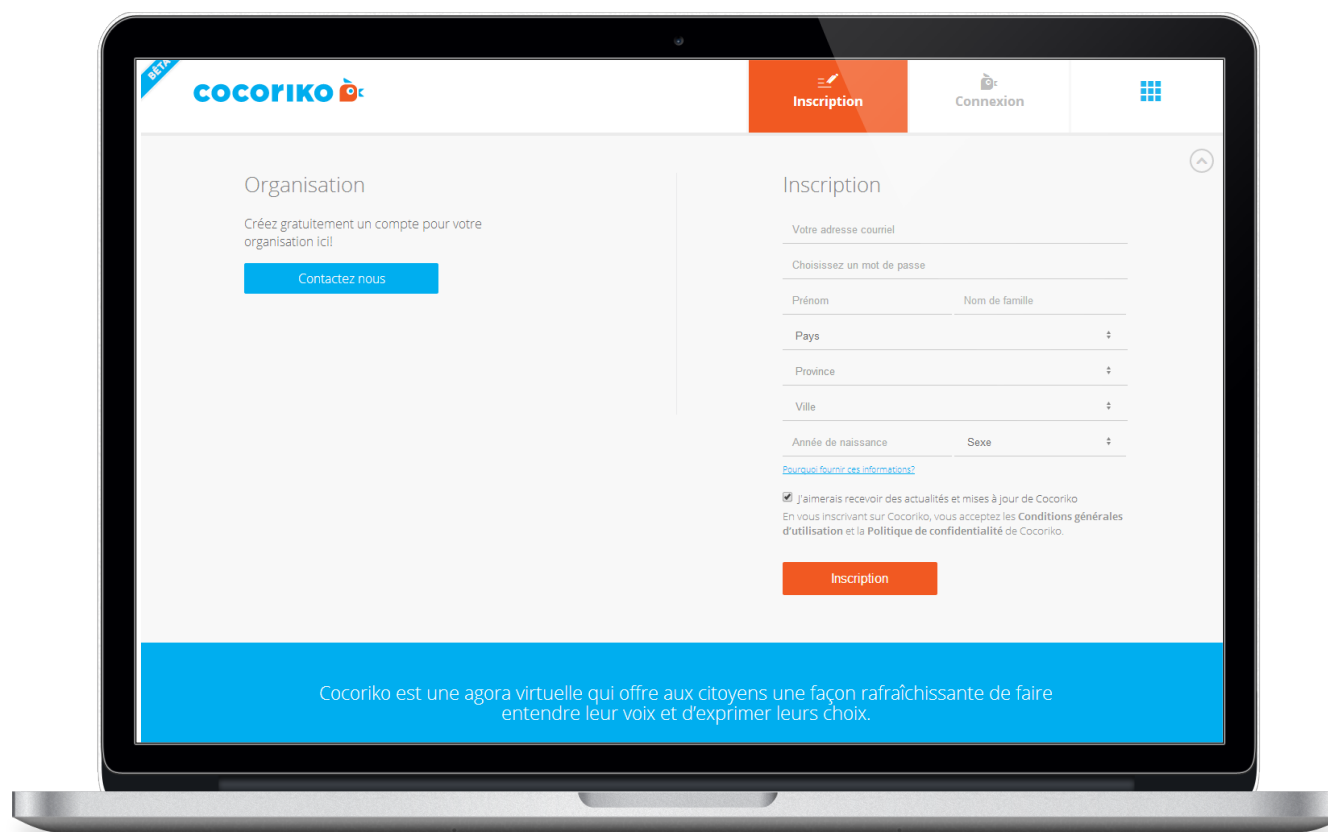 BÊTA
cocoriko
Inscription
Connexion
Organisation
Créez gratuitement un compte pour votre
organisation ici!
Contactez nous
Inscription
Votre adresse courriel
Choisissez un mot de passe
Prénom
Nom de famille
Pays
Province
Ville
Année de naissance
Sexe
Pourquoi fournir ces informations?
J'aimerais recevoir des actualités et mises à jour de Cocoriko
En vous inscrivant sur Cocoriko, vous acceptez les Conditions générales
d'utilisation et la Politique de confidentialité de Cocoriko.
Inscription
Cocoriko est une agora virtuelle qui offre aux citoyens une façon rafraîchissante de faire
entendre leur voix et d'exprimer leurs choix.